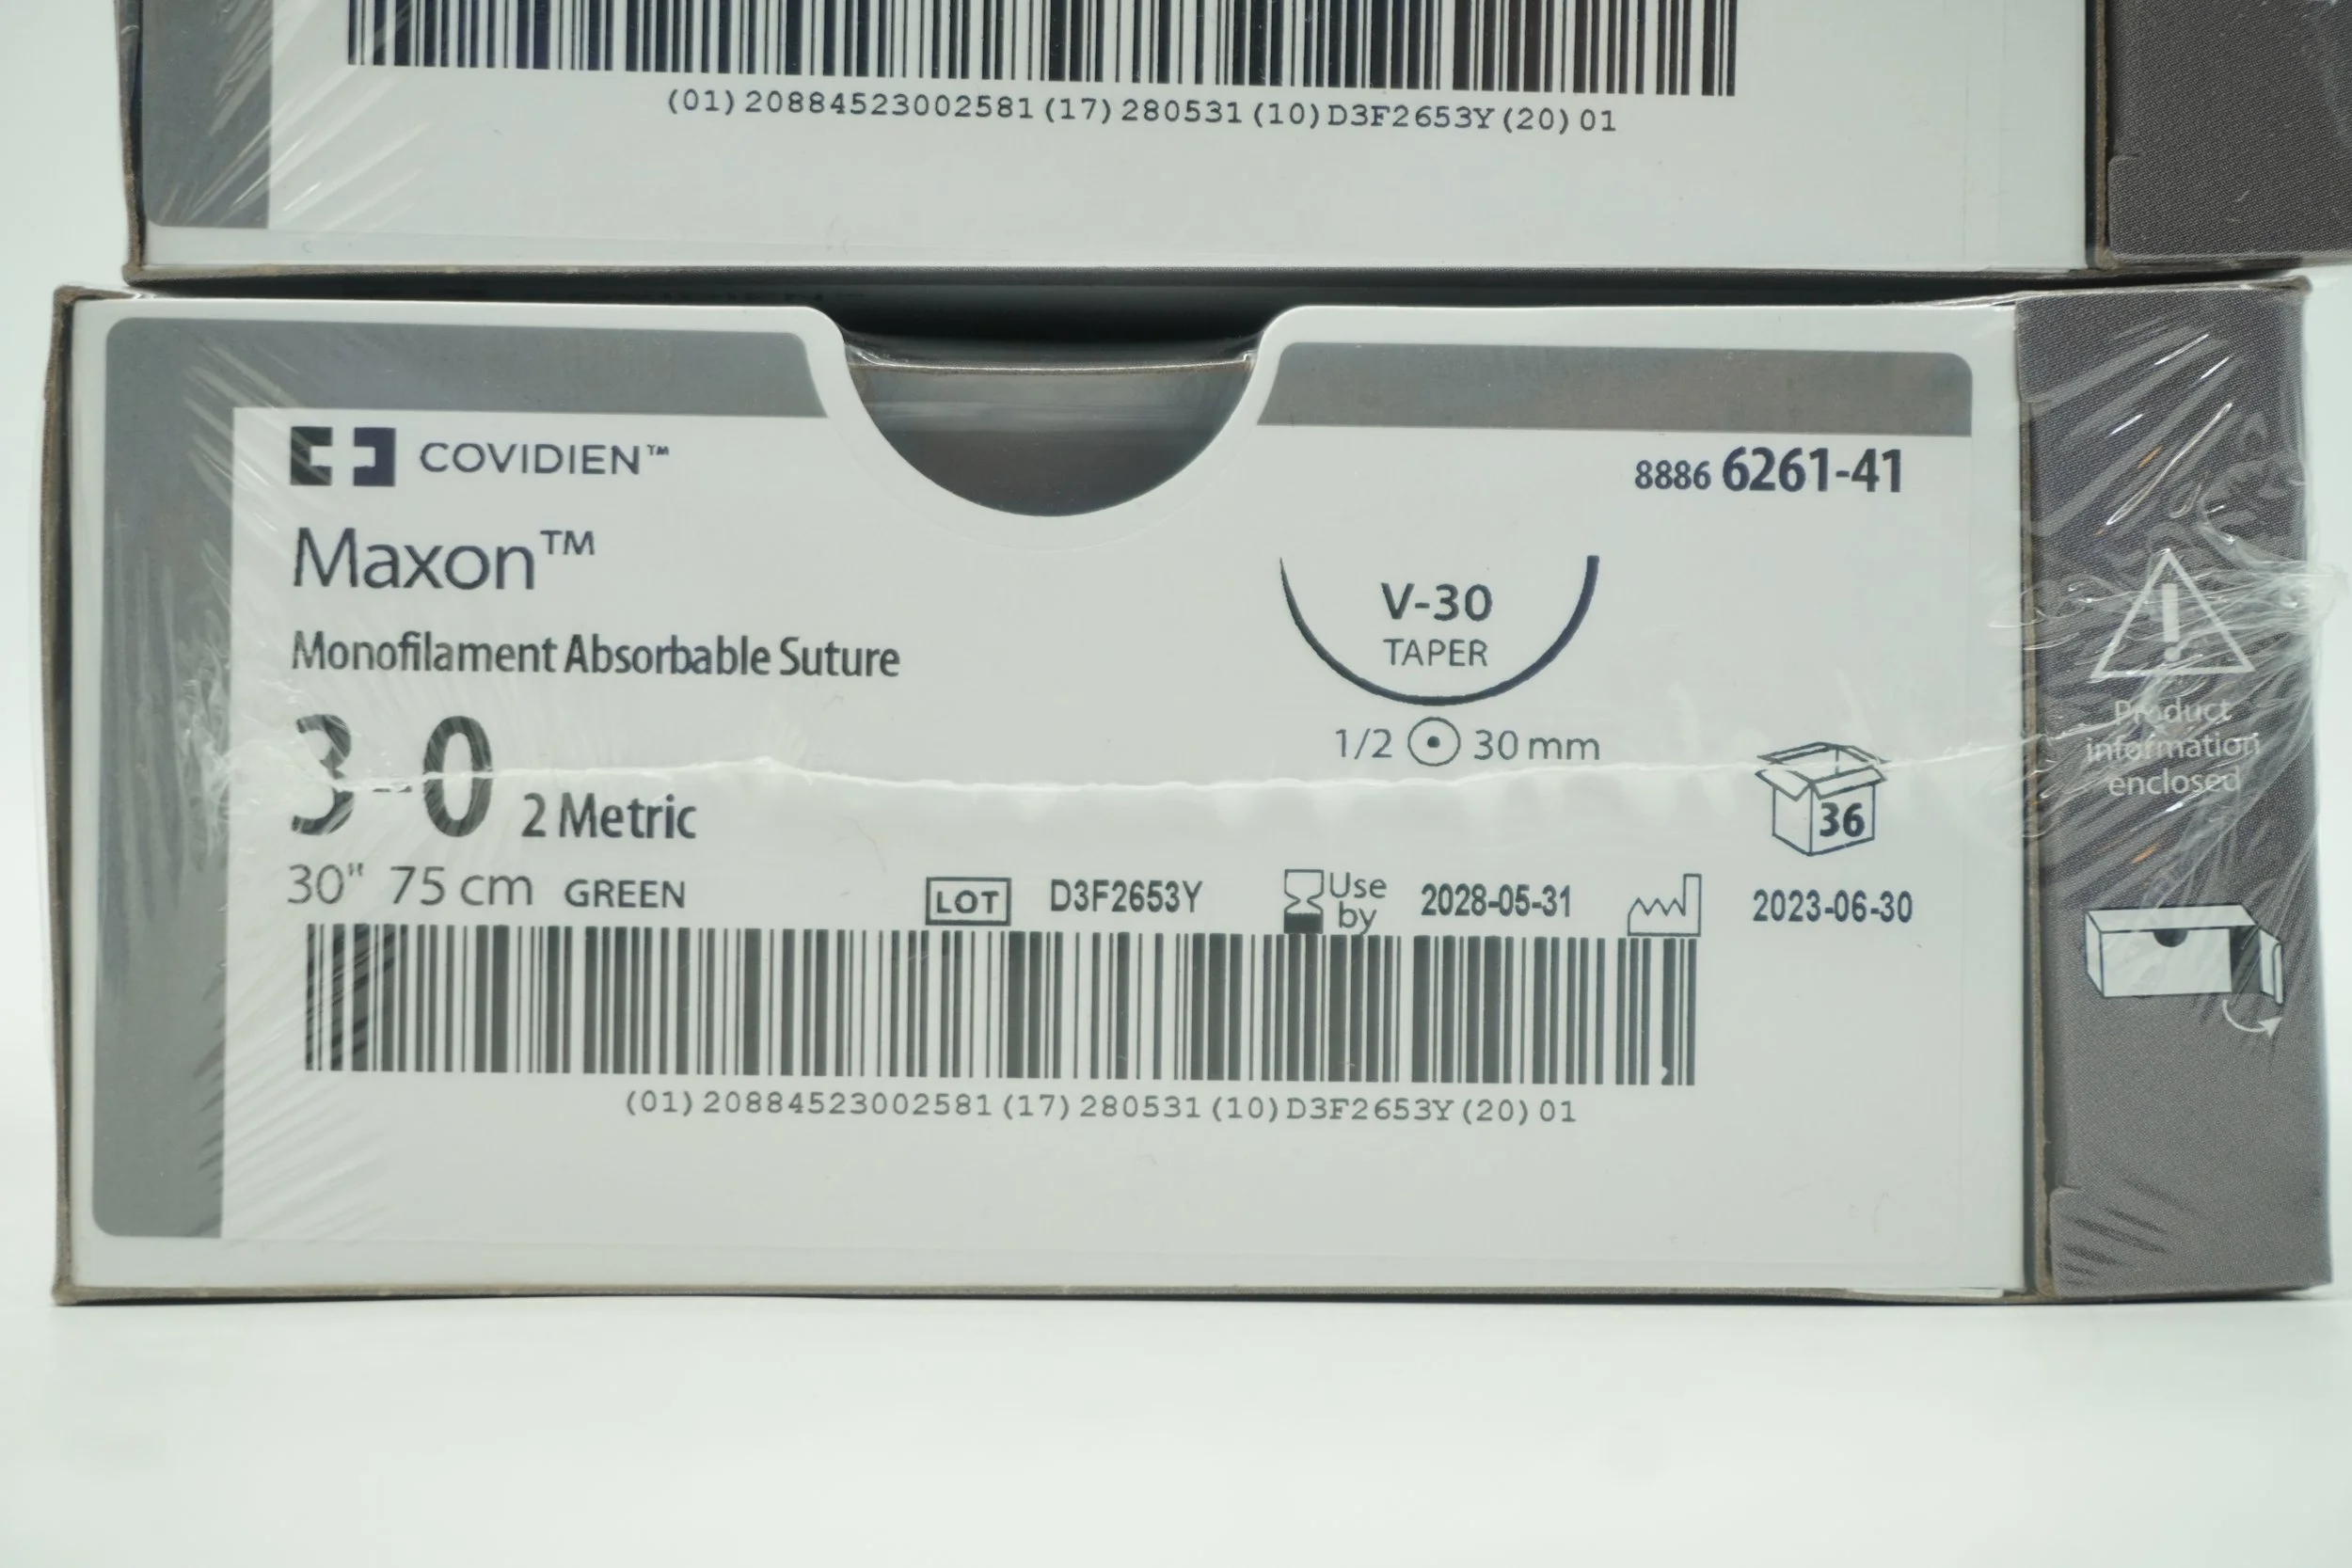 (01)20884523002581(17)280531(10)D3F2653Y(20)01
COVIDIEN™
8886 6261-41
Maxon™
Monofilament Absorbable Suture
V-30
TAPER
1/2 30 mm
3-0 2 Metric
36
30" 75 cm GREEN
LOT D3F2653Y Use by 2028-05-31 2023-06-30
(01)20884523002581(17)280531(10)D3F2653Y(20)01
!
Product
information
enclosed